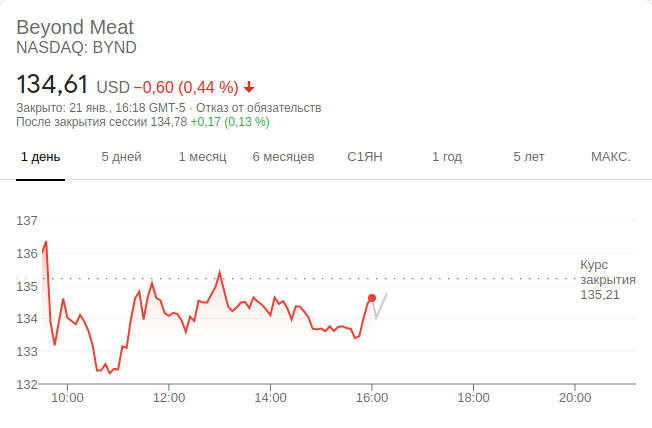 Beyond Meat
NASDAQ: BYND
134,61 USD −0,60 (0,44 %)
Закрыто: 21 янв., 16:18 GMT-5 · Отказ от обязательств
После закрытия сессии 134,78 +0,17 (0,13 %)
1 день 5 дней 1 месяц 6 месяцев С1ЯН 1 год 5 лет МАКС.
137
136
Курс
закрытия
135,21
135
134
133
132
10:00 12:00 14:00 16:00 18:00 20:00